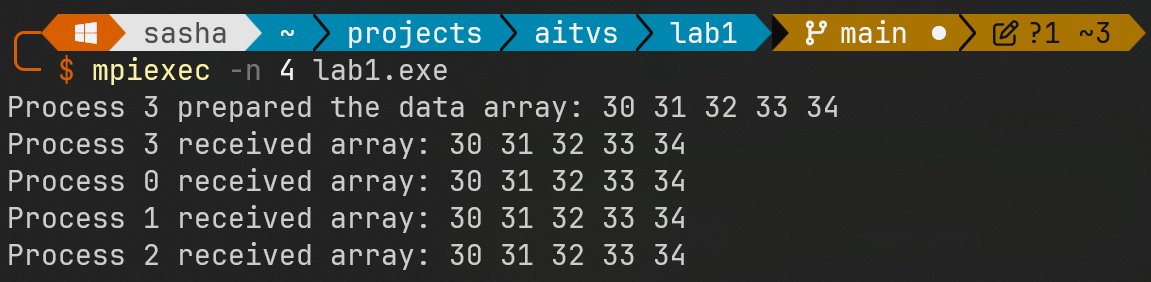 sasha ~ projects aitvs lab1 main ● ?1 ~3
$ mpiexec -n 4 lab1.exe
Process 3 prepared the data array: 30 31 32 33 34
Process 3 received array: 30 31 32 33 34
Process 0 received array: 30 31 32 33 34
Process 1 received array: 30 31 32 33 34
Process 2 received array: 30 31 32 33 34